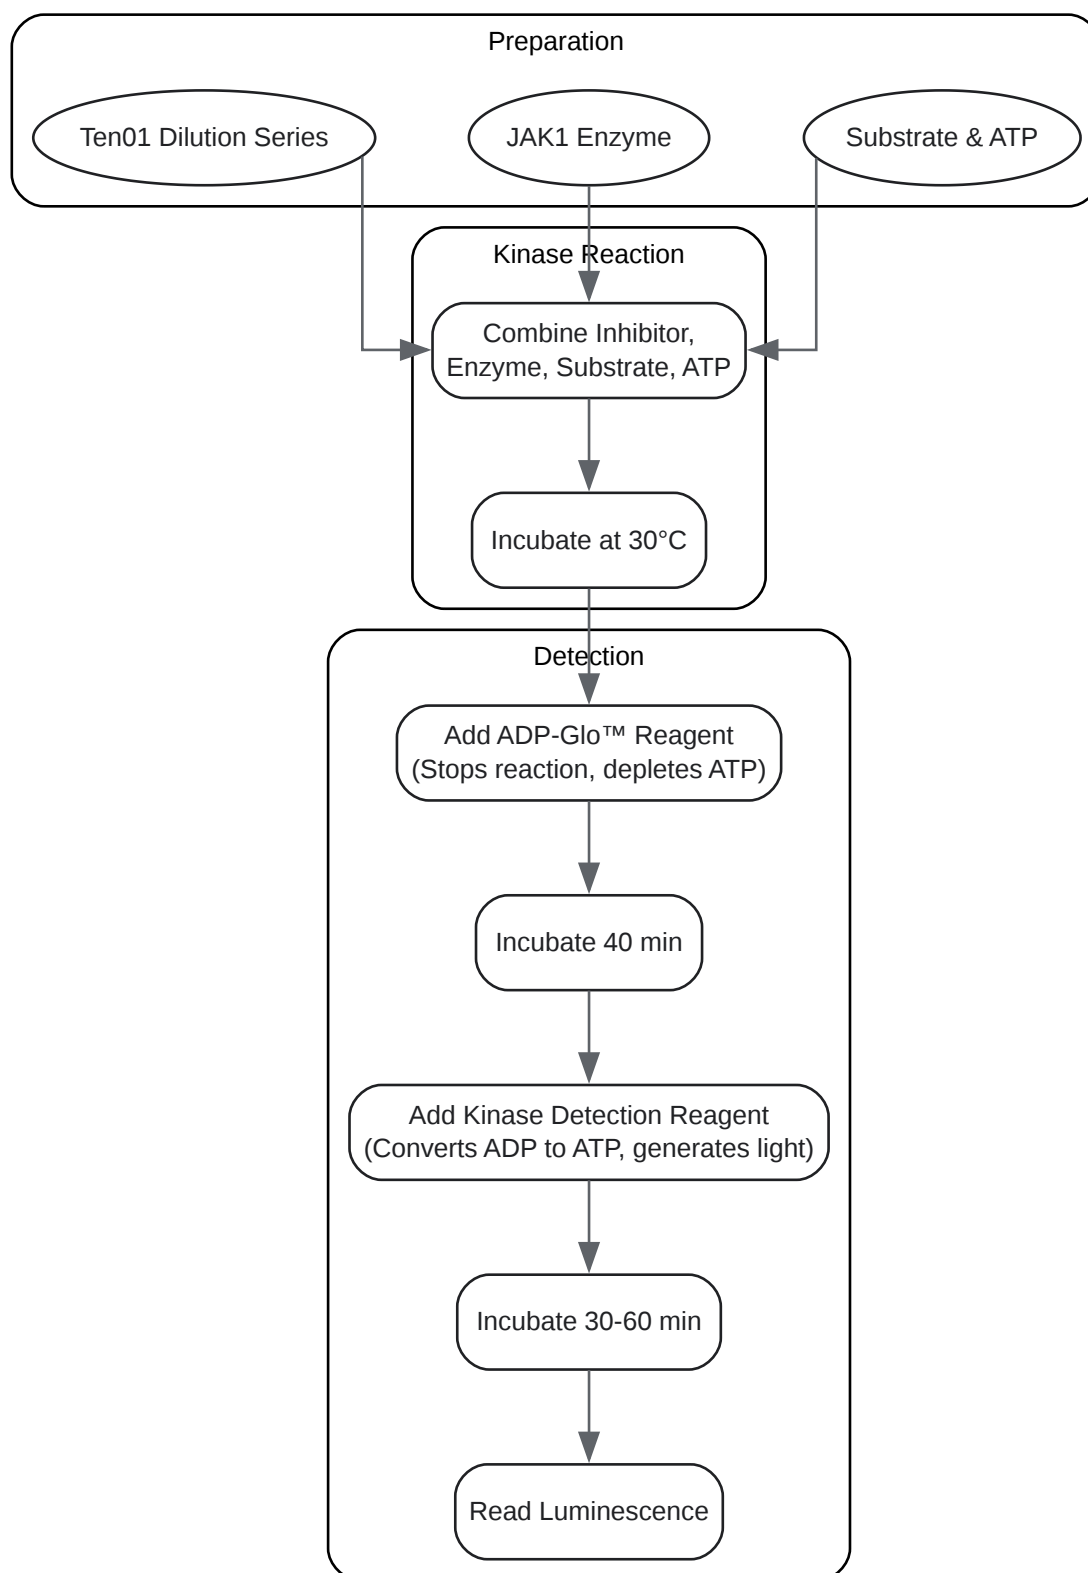 Preparation
Ten01 Dilution Series
JAK1 Enzyme
Substrate & ATP
Kinase Reaction
Combine Inhibitor,
Enzyme, Substrate, ATP
Incubate at 30°C
Detection
Add ADP-Glo™ Reagent
(Stops reaction, depletes ATP)
Incubate 40 min
Add Kinase Detection Reagent
(Converts ADP to ATP, generates light)
Incubate 30-60 min
Read Luminescence